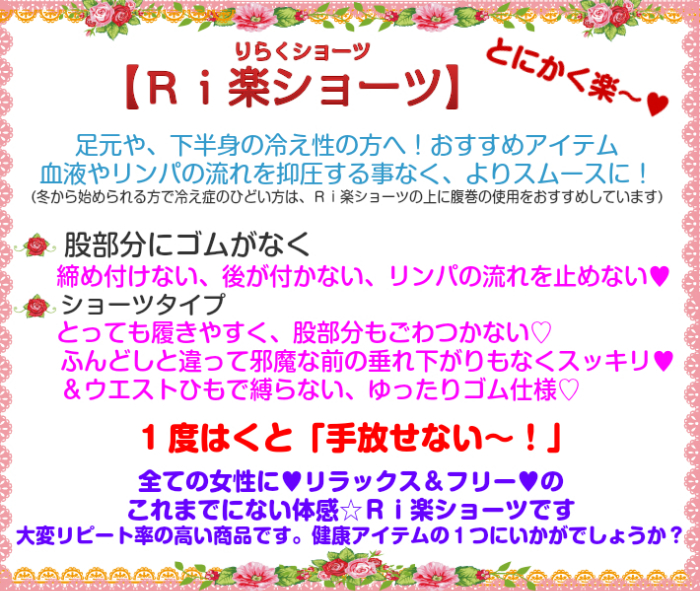 りらくショーツ
【Ｒｉ楽ショーツ】
とにかく楽～♥
足元や、下半身の冷え性の方へ！おすすめアイテム
血液やリンパの流れを抑圧する事なく、よりスムースに！
(冬から始められる方で冷え症のひどい方は、Ｒｉ楽ショーツの上に腹巻の使用をおすすめしています)
股部分にゴムがなく
締め付けない、後が付かない、リンパの流れを止めない♥
ショーツタイプ
とっても履きやすく、股部分もごわつかない♡
ふんどしと違って邪魔な前の垂れ下がりもなくスッキリ♥
＆ウエストひもで縛らない、ゆったりゴム仕様♡
１度はくと「手放せない～！」
全ての女性に♥リラックス＆フリー♥の
これまでにない体感☆Ｒｉ楽ショーツです
大変リピート率の高い商品です。健康アイテムの１つにいかがでしょうか？